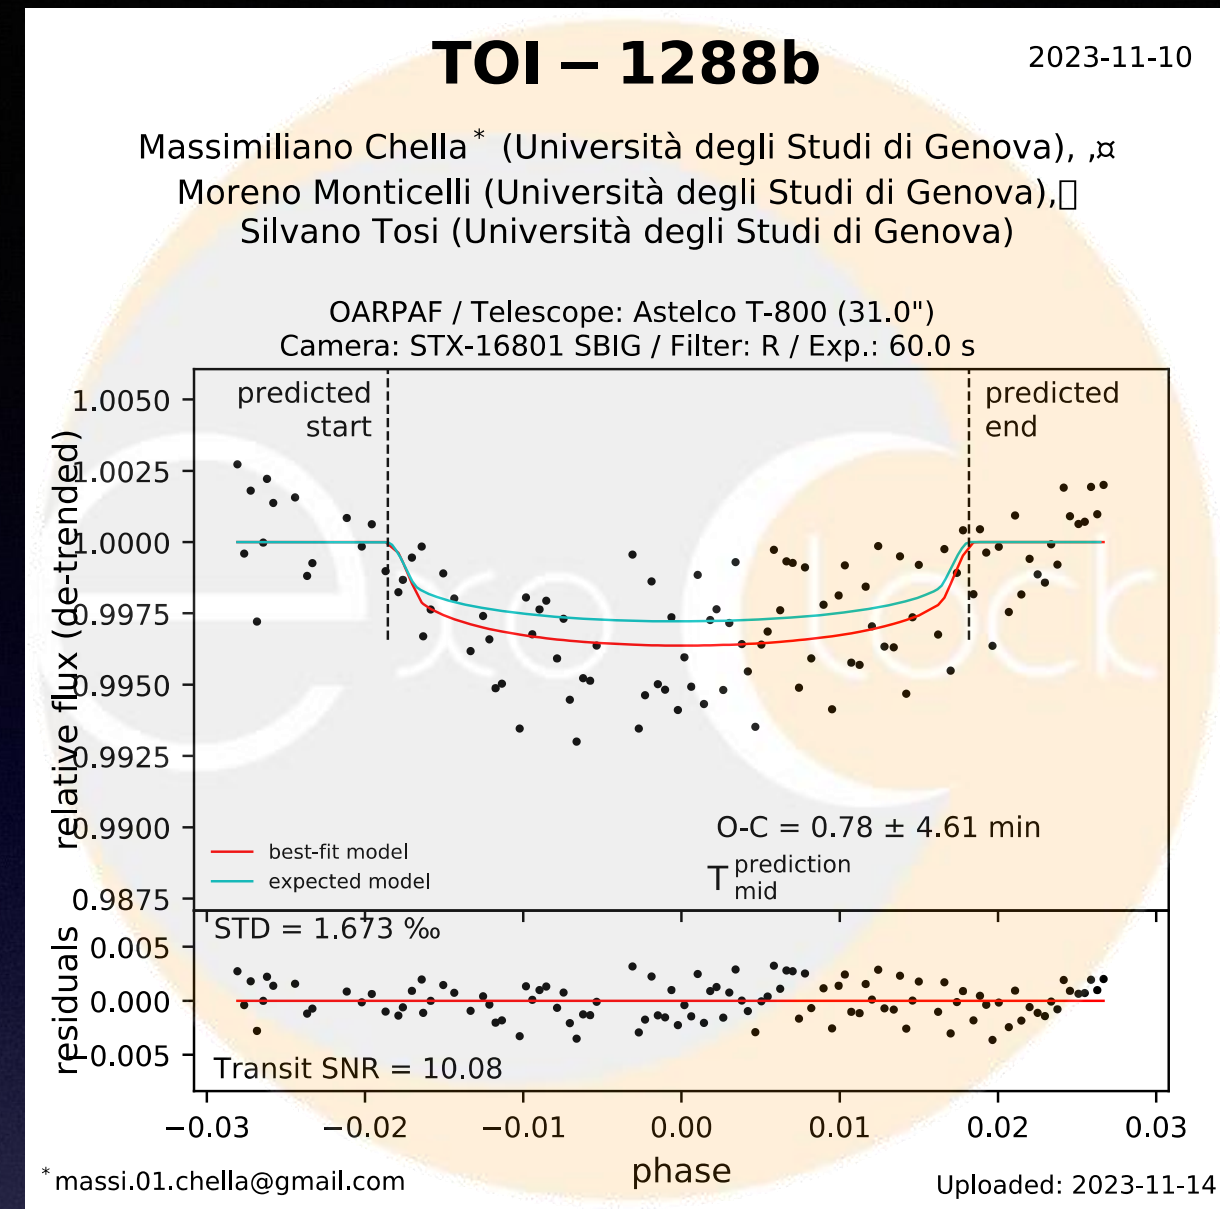 TOI – 1288b
2023-11-10
Massimiliano Chella* (Università degli Studi di Genova), ,¤
Moreno Monticelli (Università degli Studi di Genova),▯
Silvano Tosi (Università degli Studi di Genova)
OARPAF / Telescope: Astelco T-800 (31.0")
Camera: STX-16801 SBIG / Filter: R / Exp.: 60.0 s
predicted
start
predicted
end
relative flux (de-trended)
1.0050
1.0025
1.0000
0.9975
0.9950
0.9925
0.9900
0.9875
exo clock
O-C = 0.78 ± 4.61 min
T prediction
mid
best-fit model
expected model
residuals
0.005
0.000
−0.005
STD = 1.673 ‰
Transit SNR = 10.08
−0.03 −0.02 −0.01 0.00 0.01 0.02 0.03
phase
*massi.01.chella@gmail.com
Uploaded: 2023-11-14